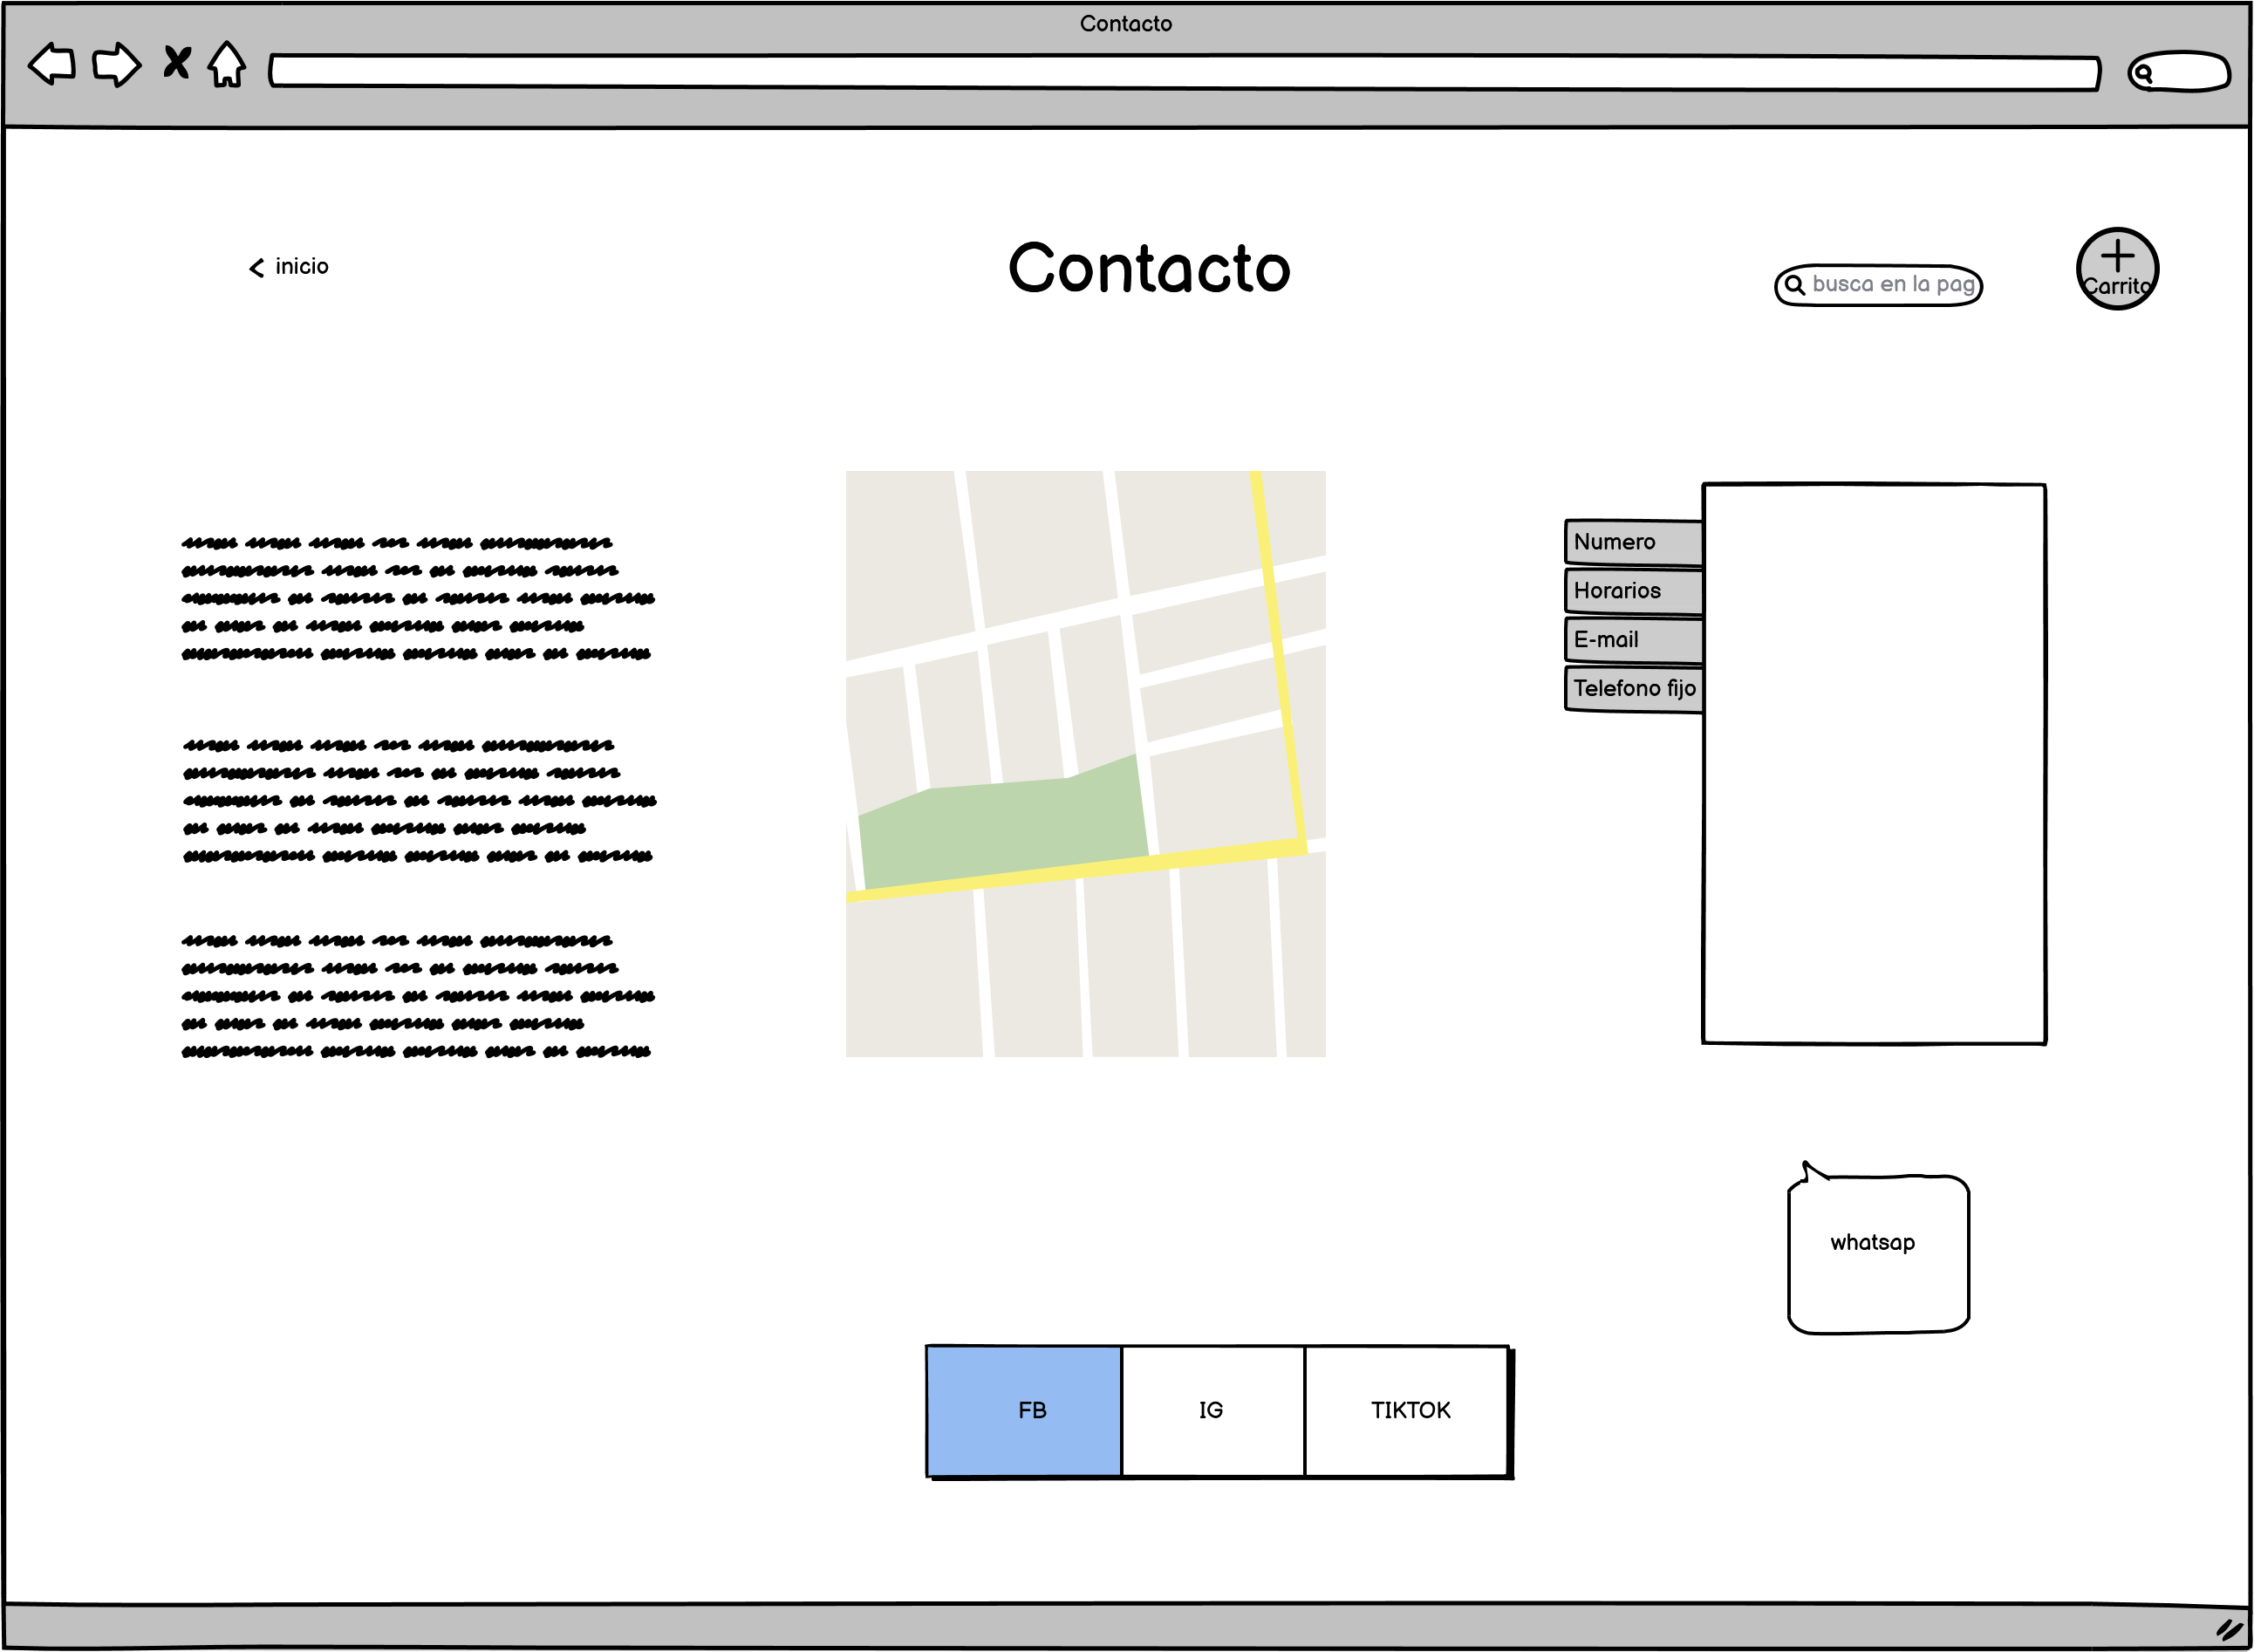 Contacto
inicio
Contacto
busca en la pag
Carrito
Numero
Horarios
E-mail
Telefono fijo
whatsap
FB
IG
TIKTOK